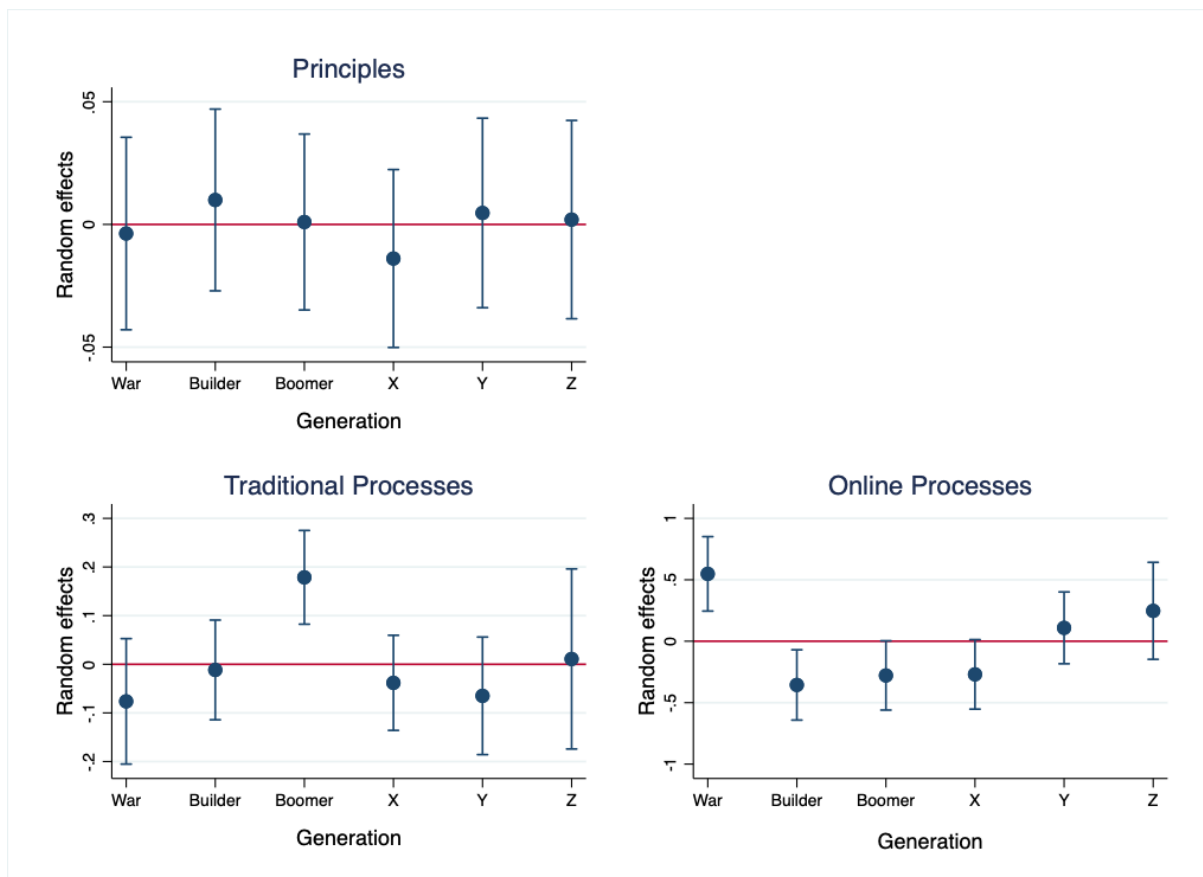 Principles
.05
0
-.05
Random effects
War Builder Boomer X Y Z
Generation
Traditional Processes
.3
.2
.1
0
-.1
-.2
Random effects
War Builder Boomer X Y Z
Generation
Online Processes
1
.5
0
-.5
-1
Random effects
War Builder Boomer X Y Z
Generation